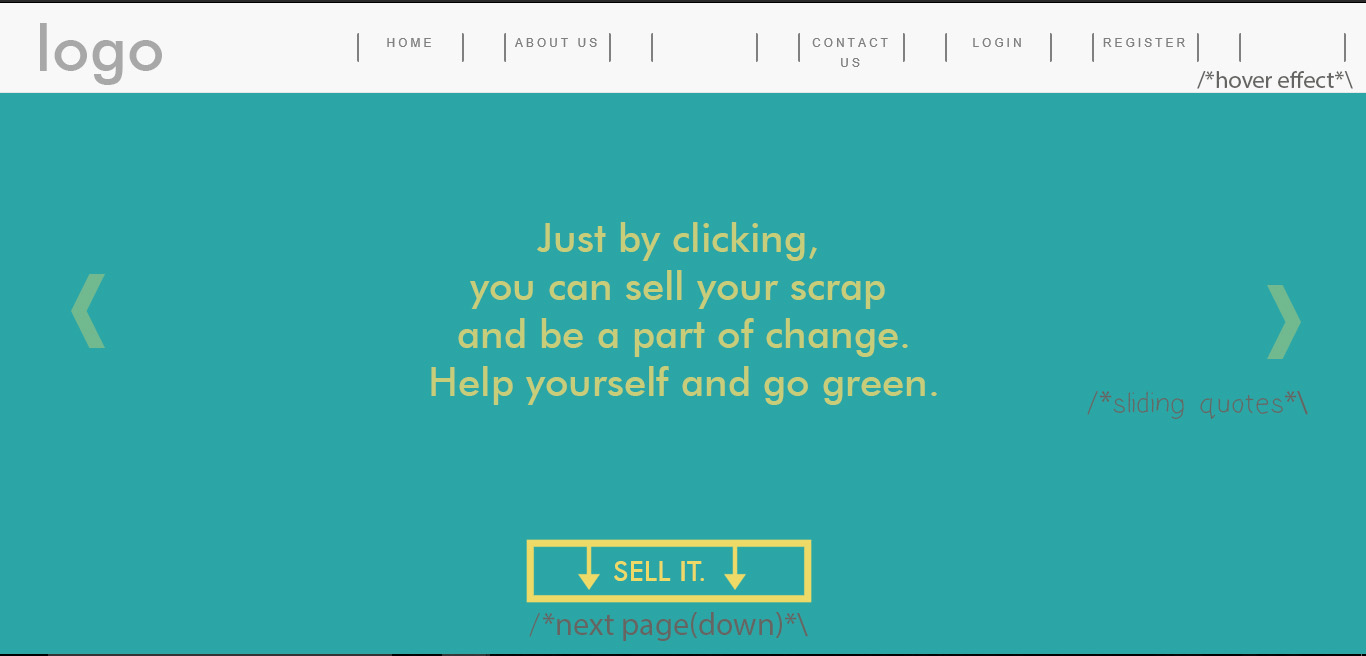 logo
HOME
ABOUT US
CONTACT
US
LOGIN
REGISTER
/*hover effect*\
Just by clicking,
you can sell your scrap
and be a part of change.
Help yourself and go green.
/*sliding quotes*\
SELL IT.
/*next page(down)*\